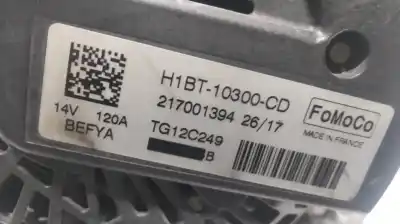 H1BT-10300-CD
217001394 26/17
FoMoCo
MADE IN FRANCE
14V 120A
BEFYA
TG12C249
B